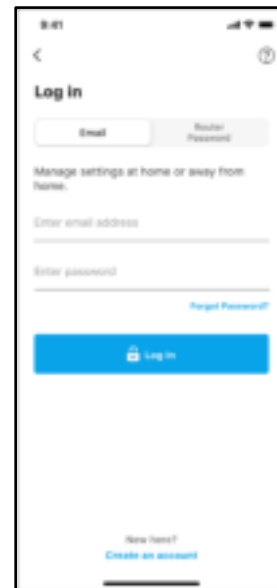 9:41
Log in
Email
Router
Password
Manage settings at home or away from
home.
Enter email address
Enter password
Forgot Password?
Log in
New here?
Create an account